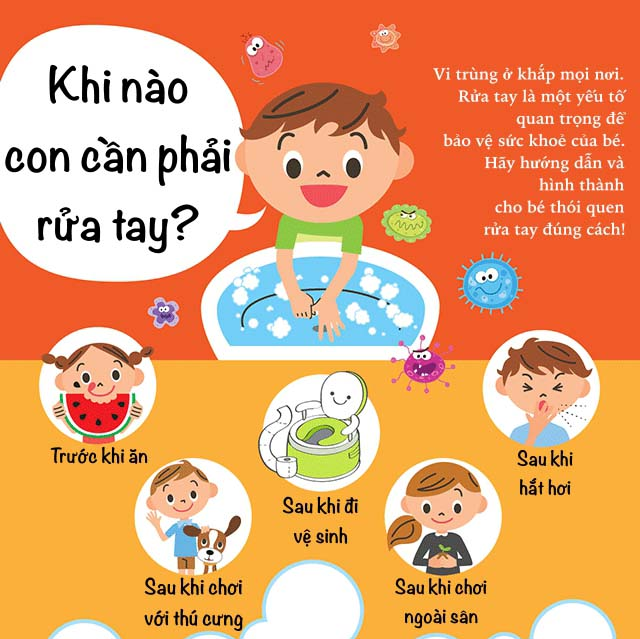 Khi nào
con cần phải
rửa tay?
Vi trùng ở khắp mọi nơi.
Rửa tay là một yếu tố
quan trọng để
bảo vệ sức khoẻ của bé.
Hãy hướng dẫn và
hình thành
cho bé thói quen
rửa tay đúng cách!
Trước khi ăn
Sau khi đi
vệ sinh
Sau khi
hắt hơi
Sau khi chơi
với thú cưng
Sau khi chơi
ngoài sân